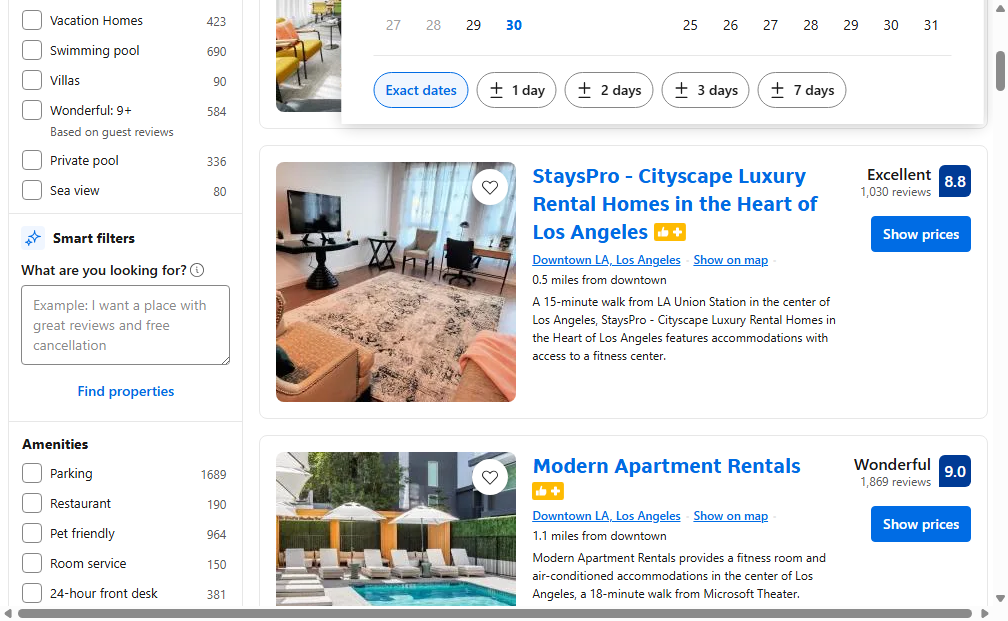 Vacation Homes 423
Swimming pool 690
Villas 90
Wonderful: 9+ 584
Based on guest reviews
Private pool 336
Sea view 80
Smart filters
What are you looking for?
Example: I want a place with
great reviews and free
cancellation
Find properties
Amenities
Parking 1689
Restaurant 190
Pet friendly 964
Room service 150
24-hour front desk 381
27 28 29 30 25 26 27 28 29 30 31
Exact dates ± 1 day ± 2 days ± 3 days ± 7 days
StaysPro - Cityscape Luxury
Rental Homes in the Heart of
Los Angeles
Downtown LA, Los Angeles · Show on map ·
0.5 miles from downtown
A 15-minute walk from LA Union Station in the center of
Los Angeles, StaysPro - Cityscape Luxury Rental Homes in
the Heart of Los Angeles features accommodations with
access to a fitness center.
Excellent 8.8
1,030 reviews
Show prices
Modern Apartment Rentals
Downtown LA, Los Angeles · Show on map ·
1.1 miles from downtown
Modern Apartment Rentals provides a fitness room and
air-conditioned accommodations in the center of Los
Angeles, a 18-minute walk from Microsoft Theater.
Wonderful 9.0
1,869 reviews
Show prices